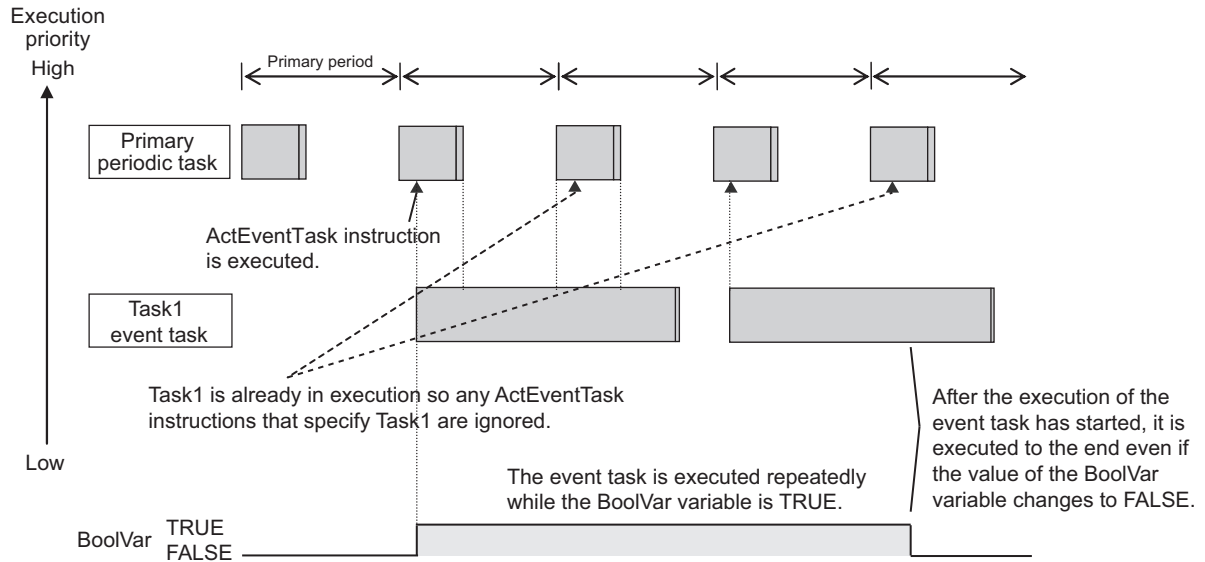 Execution
priority
High
Primary period
Primary
periodic task
ActEventTask instruction
is executed.
Task1
event task
Task1 is already in execution so any ActEventTask
instructions that specify Task1 are ignored.
After the execution of the
event task has started, it is
executed to the end even if
the value of the BoolVar
variable changes to FALSE.
Low
The event task is executed repeatedly
while the BoolVar variable is TRUE.
BoolVar TRUE
FALSE